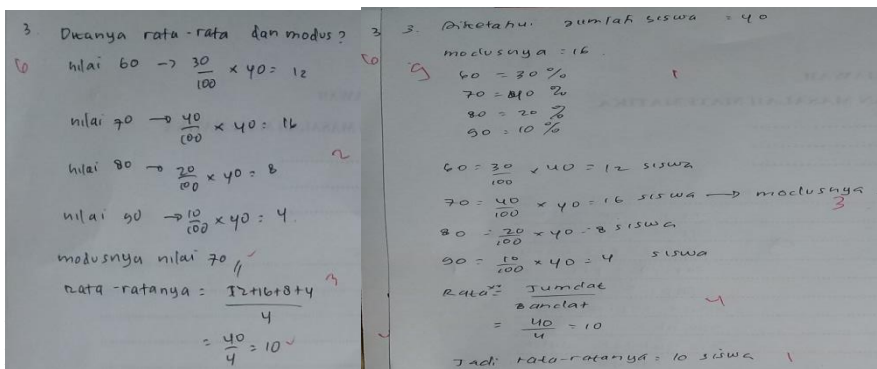 3. Ditanya rata-rata dan modus?
6
nilai 60 -> 30/100 x 40 = 12
nilai 70 -> 40/100 x 40 = 16
2
nilai 80 -> 20/100 x 40 = 8
nilai 90 -> 10/100 x 40 = 4.
modusnya nilai 70 //
Rata-ratanya = 12+16+8+4/4
3
= 40/4 = 10
3 3. Diketahui. Jumlah siswa = 40
modusnya = 16.
9
60 = 30 %
1
70 = 40 %
80 = 20 %
90 = 10 %
60 = 30/100 x 40 = 12 siswa
70 = 40/100 x 40 = 16 siswa -> modusnya
3
80 = 20/100 x 40 = 8 siswa
90 = 10/100 x 40 = 4 siswa
Rata²= Jumdat/Bandat
4
= 40/4 = 10
Jadi rata-ratanya = 10 siswa 1